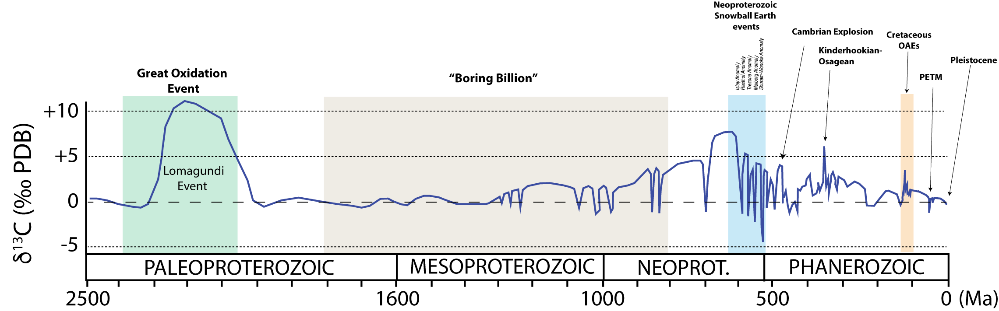 Neoproterozoic
Snowball Earth
events
Cambrian Explosion
Cretaceous
OAEs
Kinderhookian-
Osagean
Pleistocene
PETM
Islay Anomaly
Rasthof Anomaly
Trezona Anomaly
Maiberg Anomaly
Shuram-Wonoka Anomaly
Great Oxidation
Event
“Boring Billion”
Lomagundi
Event
δ¹³C (‰ PDB)
+10
+5
0
-5
PALEOPROTEROZOIC
MESOPROTEROZOIC
NEOPROT.
PHANEROZOIC
2500
1600
1000
500
0 (Ma)